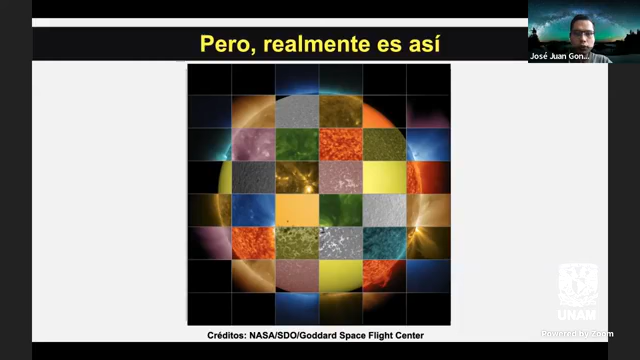 Pero, realmente es así
José Juan Gon...
Créditos: NASA/SDO/Goddard Space Flight Center
UNAM
Powered by Zoom